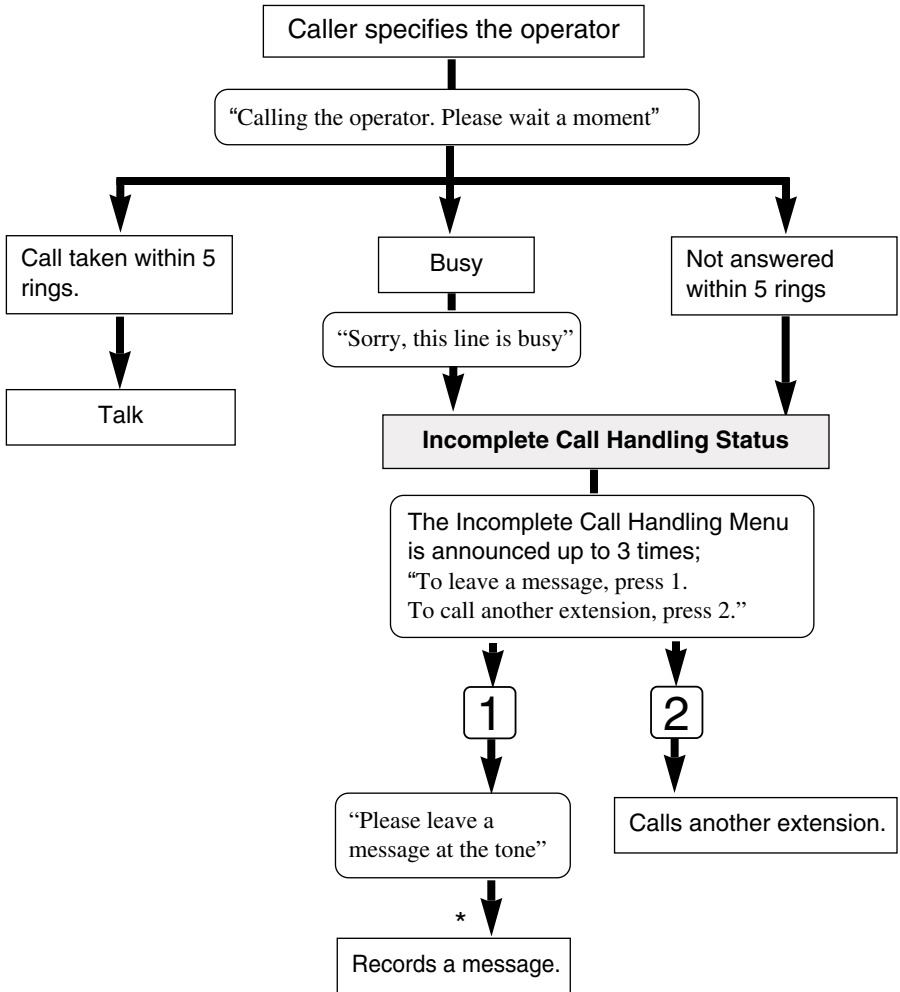 Caller specifies the operator
“Calling the operator. Please wait a moment”
Call taken within 5
rings.
Busy
Not answered
within 5 rings
“Sorry, this line is busy”
Talk
Incomplete Call Handling Status
The Incomplete Call Handling Menu
is announced up to 3 times;
“To leave a message, press 1.
To call another extension, press 2.”
1
2
“Please leave a
message at the tone”
Calls another extension.
*
Records a message.